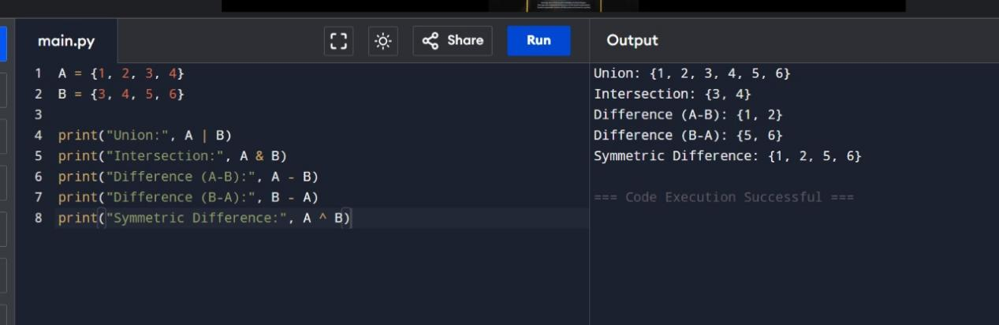 main.py
Share
Run
Output
1 A = {1, 2, 3, 4}
2 B = {3, 4, 5, 6}
3
4 print("Union:", A | B)
5 print("Intersection:", A & B)
6 print("Difference (A-B):", A - B)
7 print("Difference (B-A):", B - A)
8 print("Symmetric Difference:", A ^ B)
Union: {1, 2, 3, 4, 5, 6}
Intersection: {3, 4}
Difference (A-B): {1, 2}
Difference (B-A): {5, 6}
Symmetric Difference: {1, 2, 5, 6}
=== Code Execution Successful ===